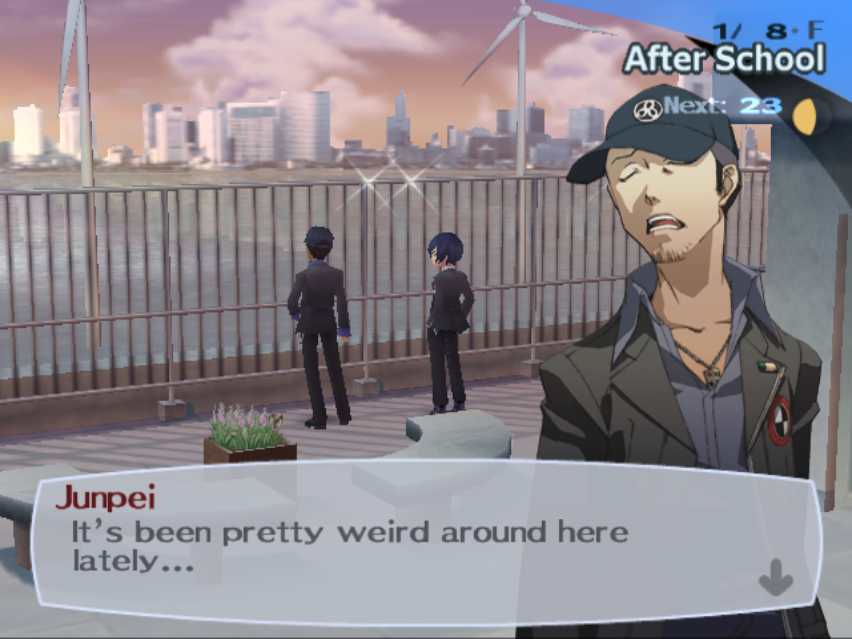 1/ 8・F
After School
Next: 23
Junpei
It's been pretty weird around here
lately...